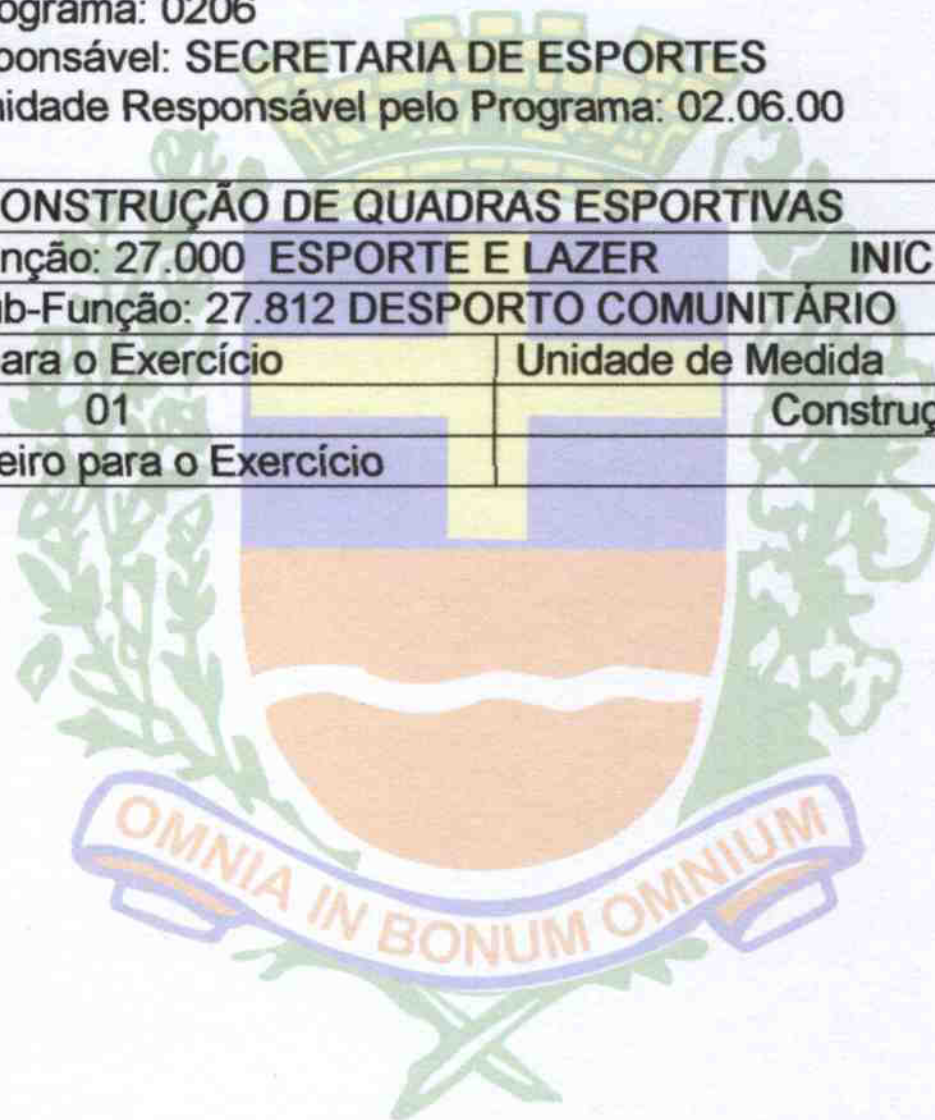 ograma: 0206
ponsável: SECRETARIA DE ESPORTES
nidade Responsável pelo Programa: 02.06.00
ONSTRUÇÃO DE QUADRAS ESPORTIVAS
nção: 27.000 ESPORTE E LAZER INIC
ub-Função: 27.812 DESPORTO COMUNITÁRIO
ara o Exercício Unidade de Medida
01 Construç
eiro para o Exercício
OMNIA IN BONUM OMNIUM